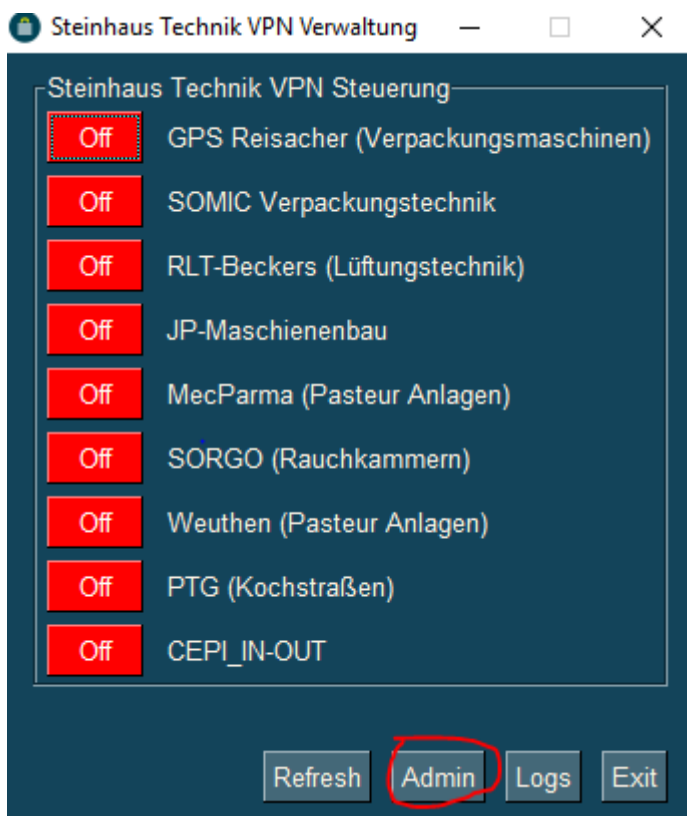 Steinhaus Technik VPN Verwaltung
Steinhaus Technik VPN Steuerung
Off GPS Reisacher (Verpackungsmaschinen)
Off SOMIC Verpackungstechnik
Off RLT-Beckers (Lüftungstechnik)
Off JP-Maschienenbau
Off MecParma (Pasteur Anlagen)
Off SORGO (Rauchkammern)
Off Weuthen (Pasteur Anlagen)
Off PTG (Kochstraßen)
Off CEPI_IN-OUT
Refresh Admin Logs Exit